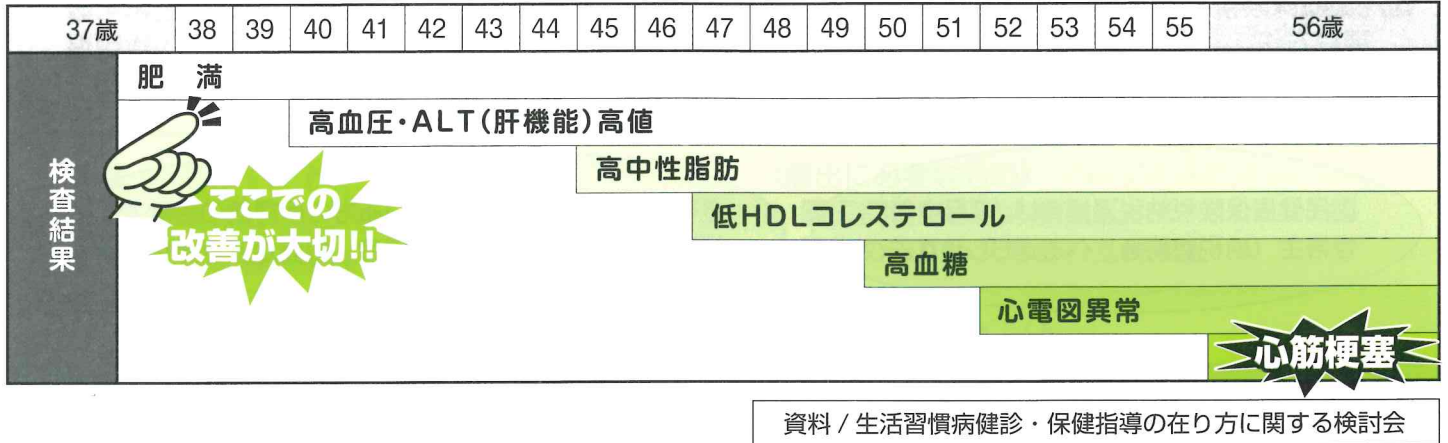 37歳 38 39 40 41 42 43 44 45 46 47 48 49 50 51 52 53 54 55 56歳
検査結果
肥 満
高血圧・ALT(肝機能)高値
高中性脂肪
ここでの
改善が大切!!
低HDLコレステロール
高血糖
心電図異常
心筋梗塞
資料 / 生活習慣病健診・保健指導の在り方に関する検討会